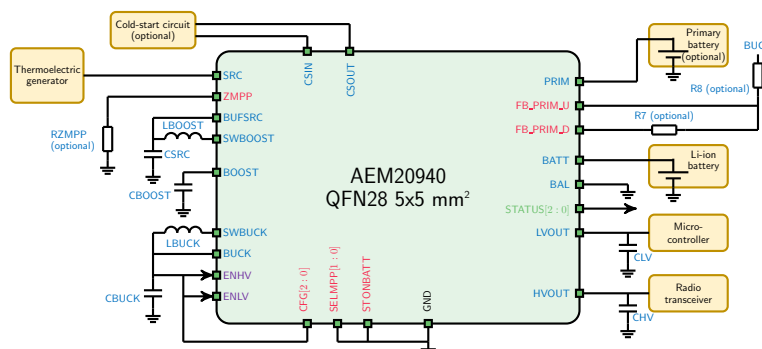 Cold-start circuit
(optional)
Thermoelectric
generator
Primary
battery
(optional)
BUC
CSIN
CSOUT
SRC
ZMPP
BUFSRC
LBOOST
SWBOOST
CSRC
RZMPP
(optional)
BOOST
CBOOST
SWBUCK
LBUCK
BUCK
ENHV
ENLV
CBUCK
AEM20940
QFN28 5x5 mm²
PRIM
FB_PRIM_U
FB_PRIM_D
R8 (optional)
R7 (optional)
BATT
BAL
STATUS[2 : 0]
LVOUT
HVOUT
Li-ion
battery
Micro-
controller
CLV
Radio
transceiver
CHV
CFG[2 : 0]
SELMPP[1 : 0]
STONBATT
GND